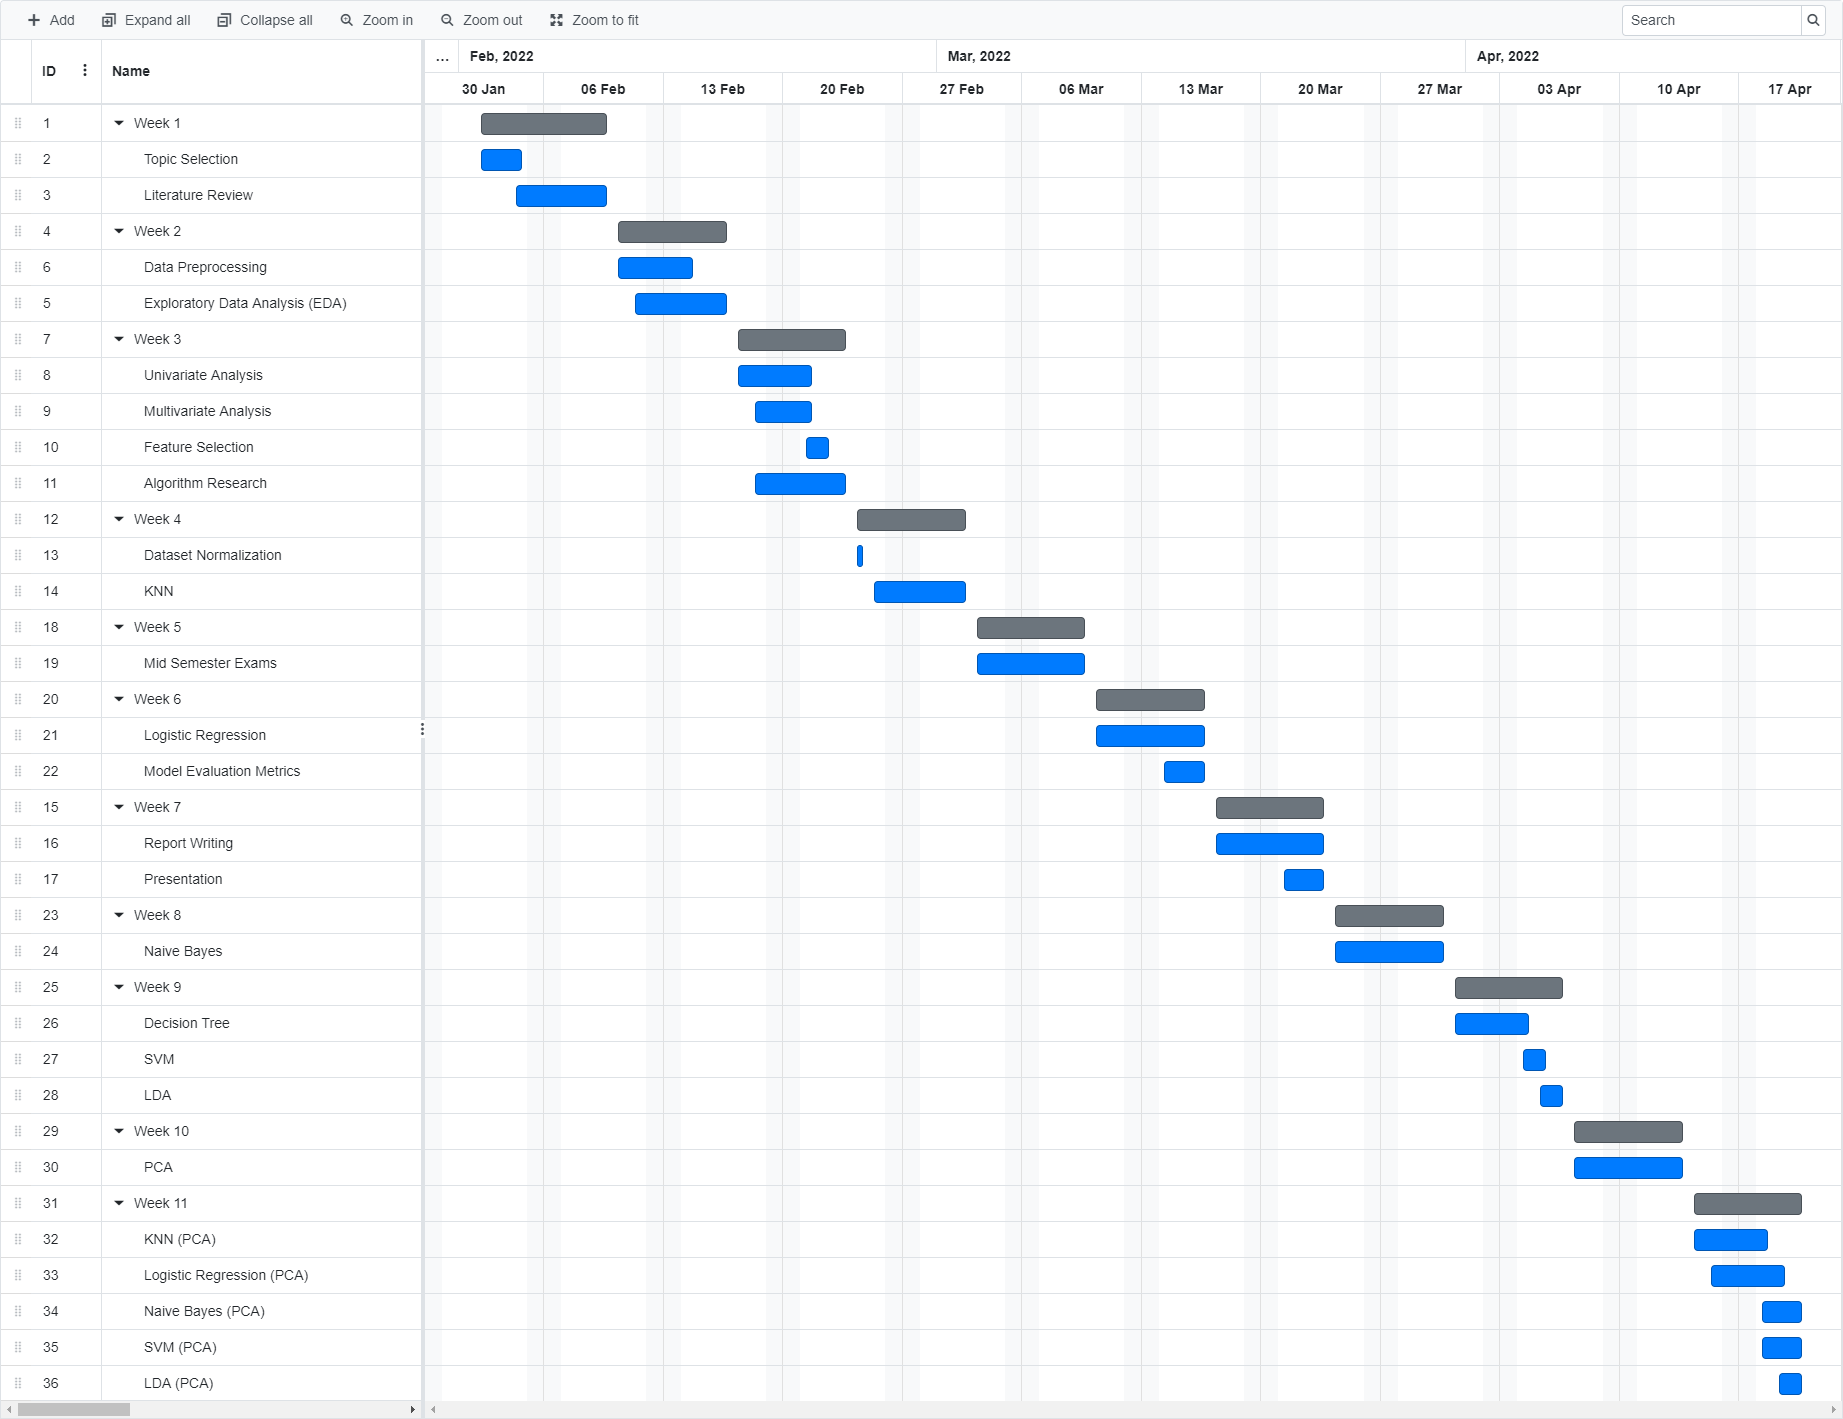 Add Expand all Collapse all Zoom in Zoom out Zoom to fit Search
ID Name ... Feb, 2022 Mar, 2022 Apr, 2022
30 Jan 06 Feb 13 Feb 20 Feb 27 Feb 06 Mar 13 Mar 20 Mar 27 Mar 03 Apr 10 Apr 17 Apr
1 Week 1
2 Topic Selection
3 Literature Review
4 Week 2
6 Data Preprocessing
5 Exploratory Data Analysis (EDA)
7 Week 3
8 Univariate Analysis
9 Multivariate Analysis
10 Feature Selection
11 Algorithm Research
12 Week 4
13 Dataset Normalization
14 KNN
18 Week 5
19 Mid Semester Exams
20 Week 6
21 Logistic Regression
22 Model Evaluation Metrics
15 Week 7
16 Report Writing
17 Presentation
23 Week 8
24 Naive Bayes
25 Week 9
26 Decision Tree
27 SVM
28 LDA
29 Week 10
30 PCA
31 Week 11
32 KNN (PCA)
33 Logistic Regression (PCA)
34 Naive Bayes (PCA)
35 SVM (PCA)
36 LDA (PCA)